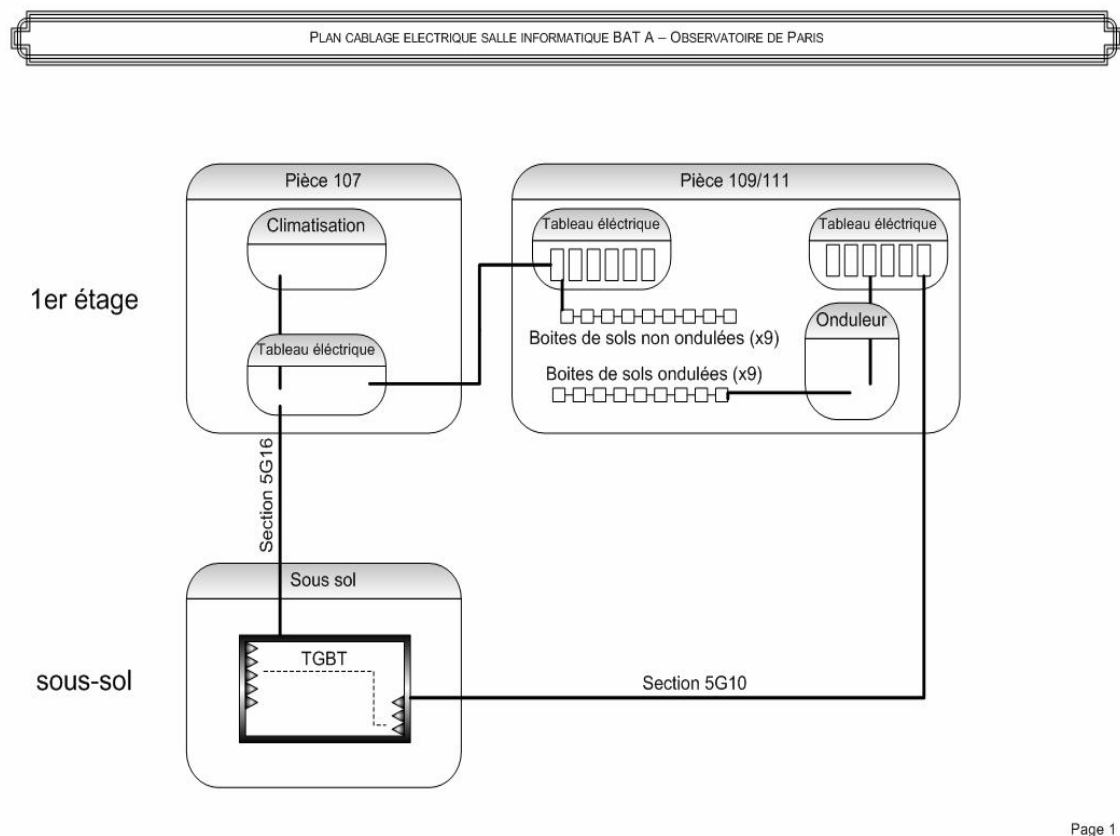 PLAN CABLAGE ELECTRIQUE SALLE INFORMATIQUE BAT A – OBSERVATOIRE DE PARIS
Pièce 107
Pièce 109/111
Climatisation
Tableau éléctrique
Tableau éléctrique
1er étage
Boites de sols non ondulées (x9)
Onduleur
Tableau éléctrique
Boites de sols ondulées (x9)
Section 5G16
Sous sol
TGBT
sous-sol
Section 5G10
Page 1